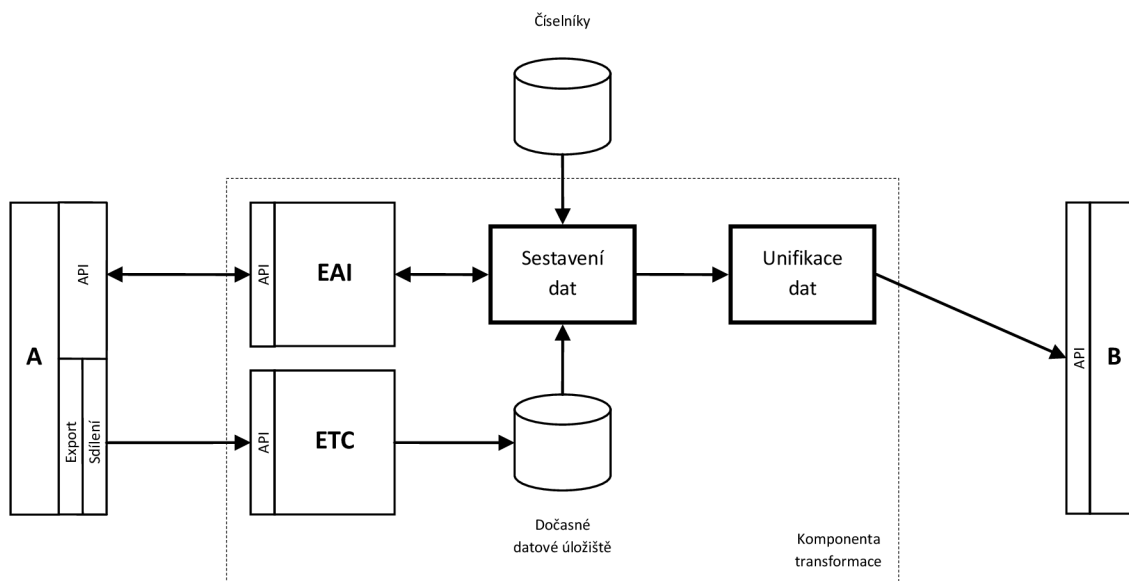 Číselníky
API
API
EAI
Sestavení
dat
Unifikace
dat
A
API
B
Export
Sdílení
API
ETC
Dočasné
datové úložiště
Komponenta
transformace